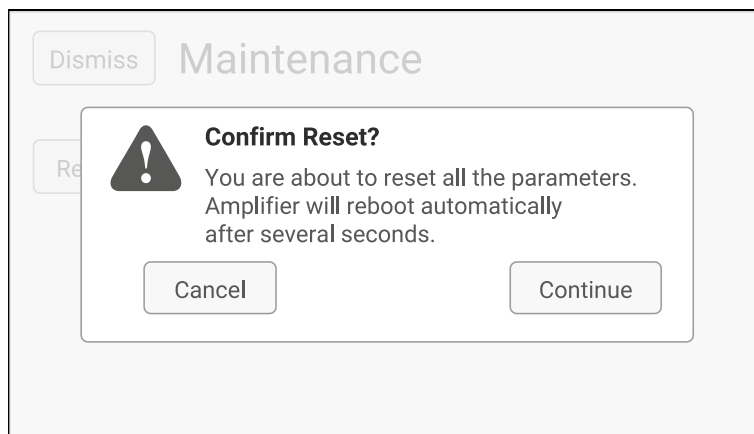 Dismiss
Maintenance
Re
Confirm Reset?
You are about to reset all the parameters.
Amplifier will reboot automatically
after several seconds.
Cancel
Continue